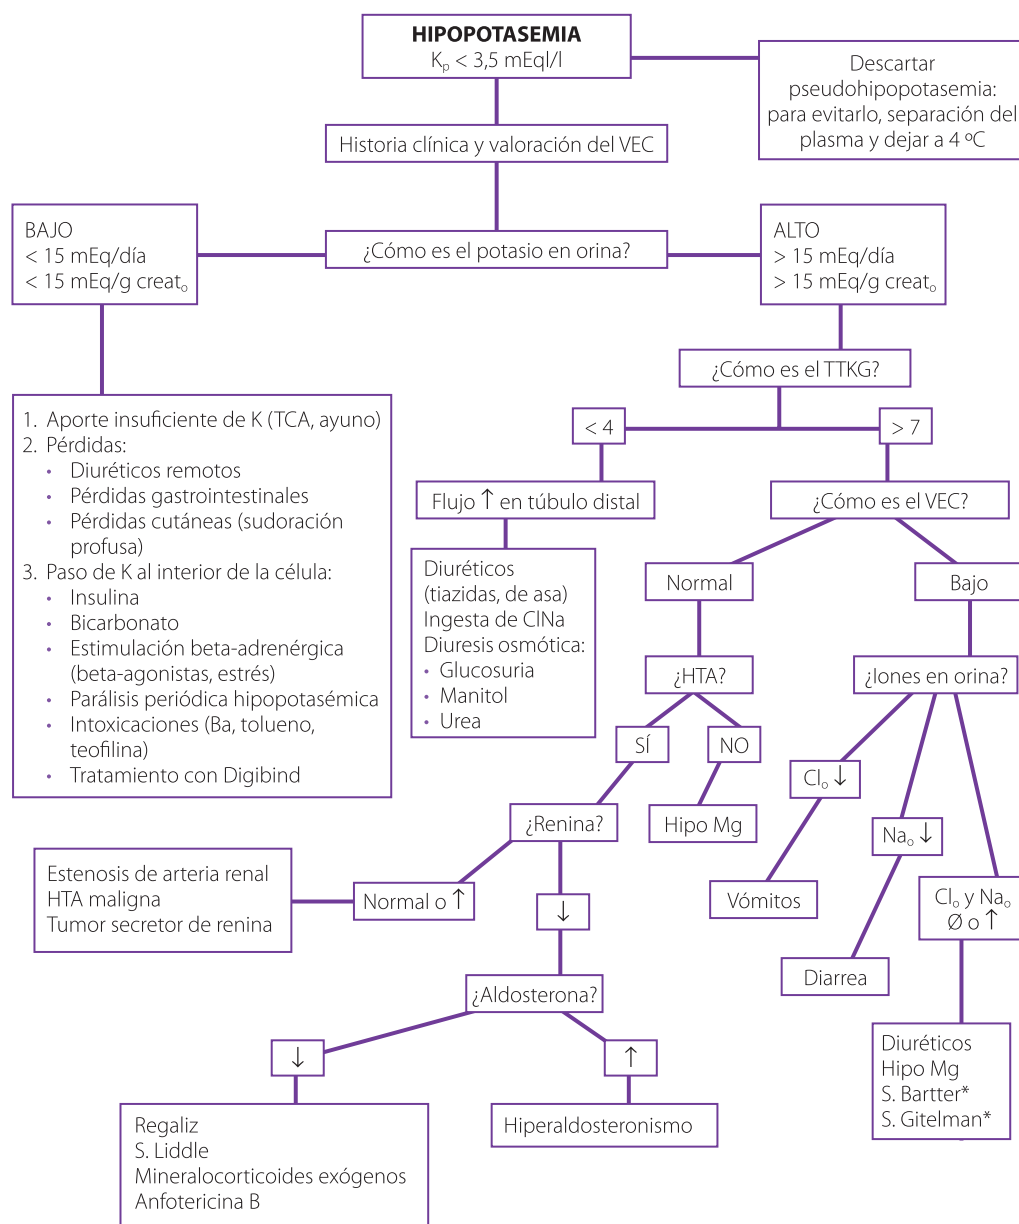 HIPOPOTASEMIA
Kₚ < 3,5 mEql/l
Descartar
pseudohipopotasemia:
para evitarlo, separación del
plasma y dejar a 4 ºC
Historia clínica y valoración del VEC
BAJO
< 15 mEq/día
< 15 mEq/g creatₒ
¿Cómo es el potasio en orina?
ALTO
> 15 mEq/día
> 15 mEq/g creatₒ
¿Cómo es el TTKG?
1. Aporte insuficiente de K (TCA, ayuno)
2. Pérdidas:
• Diuréticos remotos
• Pérdidas gastrointestinales
• Pérdidas cutáneas (sudoración
profusa)
3. Paso de K al interior de la célula:
• Insulina
• Bicarbonato
• Estimulación beta-adrenérgica
(beta-agonistas, estrés)
• Parálisis periódica hipopotasémica
• Intoxicaciones (Ba, tolueno,
teofilina)
• Tratamiento con Digibind
< 4
> 7
Flujo ↑ en túbulo distal
¿Cómo es el VEC?
Diuréticos
(tiazidas, de asa)
Ingesta de ClNa
Diuresis osmótica:
• Glucosuria
• Manitol
• Urea
Normal
Bajo
¿HTA?
¿Iones en orina?
SÍ
NO
Clₒ ↓
¿Renina?
Hipo Mg
Naₒ ↓
Estenosis de arteria renal
HTA maligna
Tumor secretor de renina
Normal o ↑
↓
Vómitos
Clₒ y Naₒ
Ø o ↑
¿Aldosterona?
Diarrea
↓
↑
Diuréticos
Hipo Mg
S. Bartter*
S. Gitelman*
Regaliz
S. Liddle
Mineralocorticoides exógenos
Anfotericina B
Hiperaldosteronismo